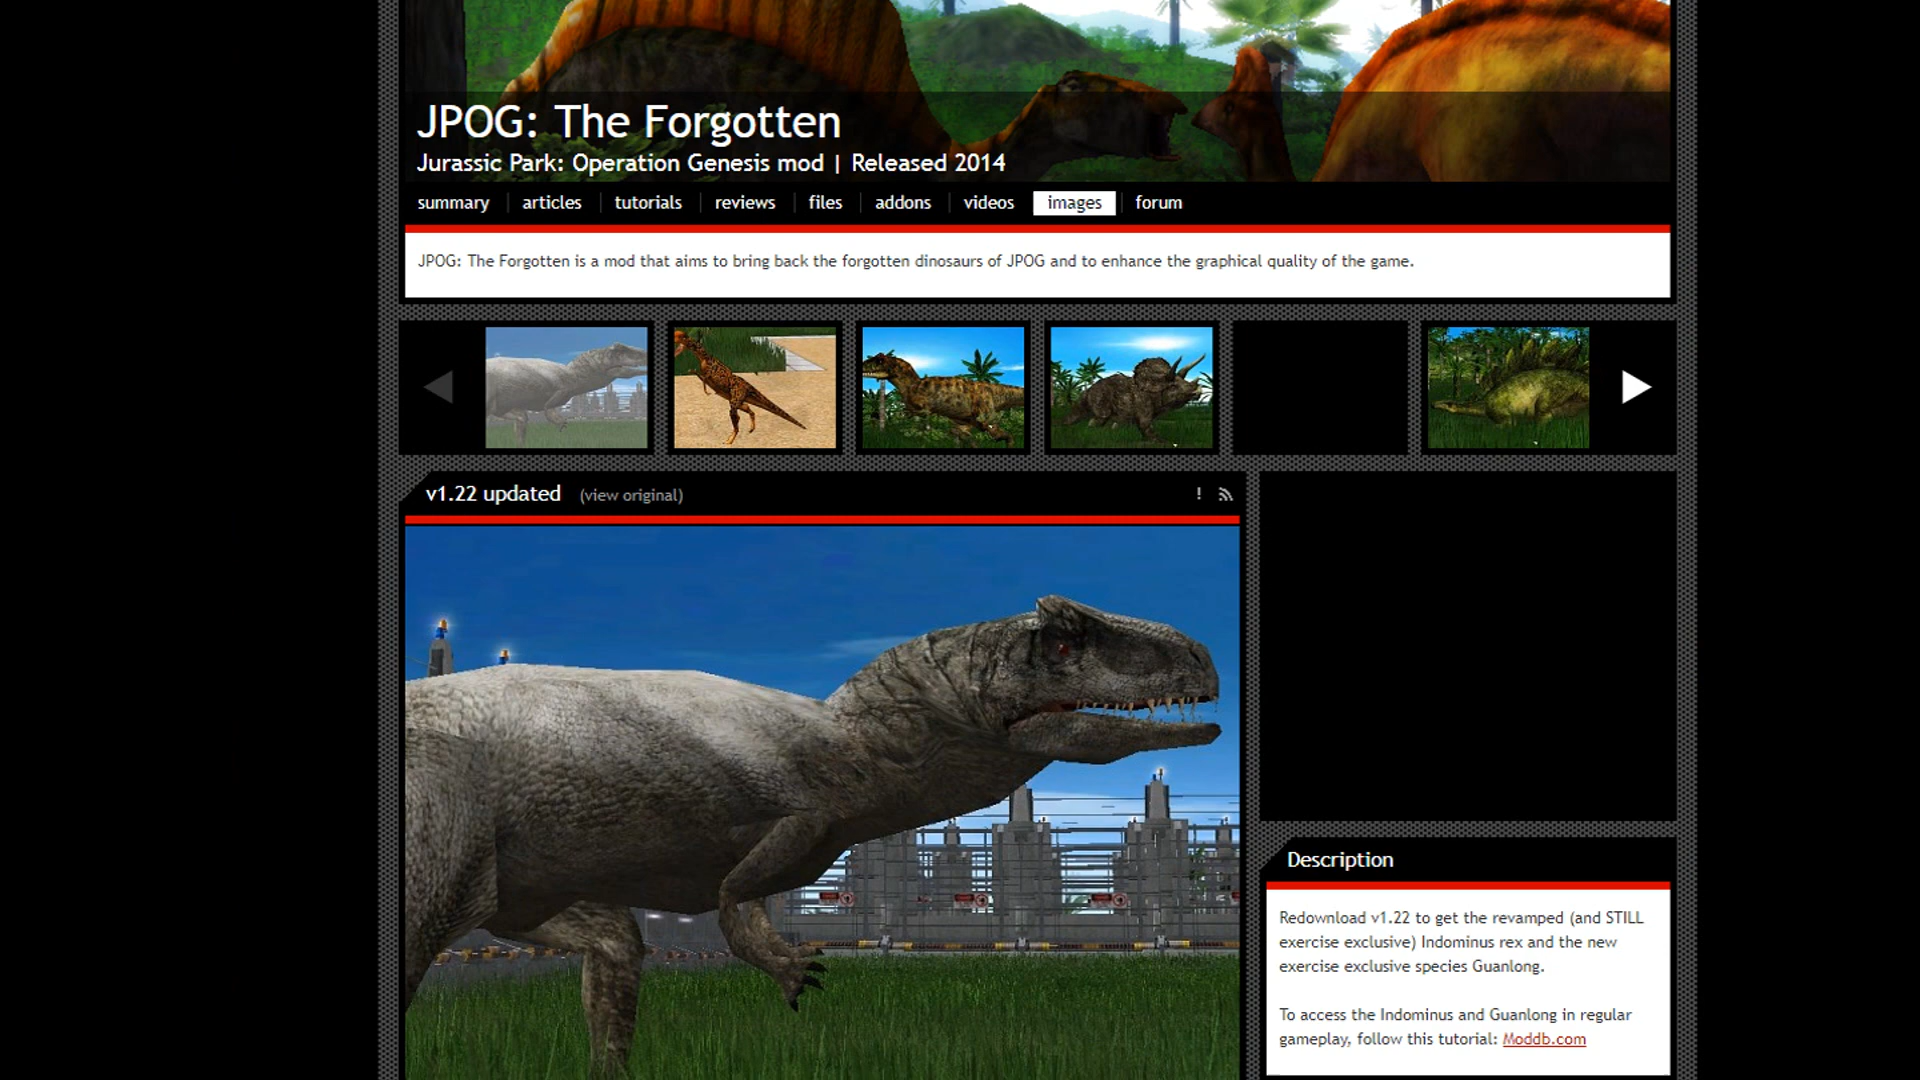 JPOG: The Forgotten
Jurassic Park: Operation Genesis mod | Released 2014
summary articles tutorials reviews files addons videos images forum
JPOG: The Forgotten is a mod that aims to bring back the forgotten dinosaurs of JPOG and to enhance the graphical quality of the game.
v1.22 updated (view original) !
Description
Redownload v1.22 to get the revamped (and STILL
exercise exclusive) Indominus rex and the new
exercise exclusive species Guanlong.
To access the Indominus and Guanlong in regular
gameplay, follow this tutorial: Moddb.com